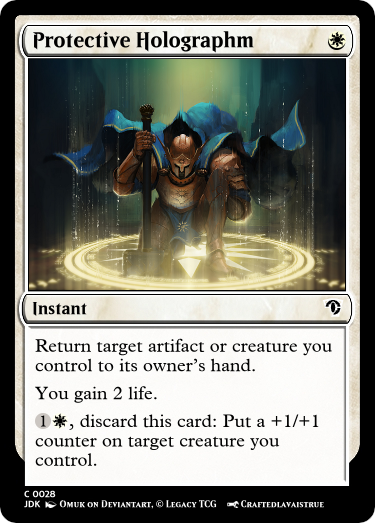 Protective Holographm
Instant
Return target artifact or creature you
control to its owner's hand.
You gain 2 life.
1, discard this card: Put a +1/+1
counter on target creature you
control.
C 0028
JDK Omuk on Deviantart, © Legacy TCG Craftedlavaistrue